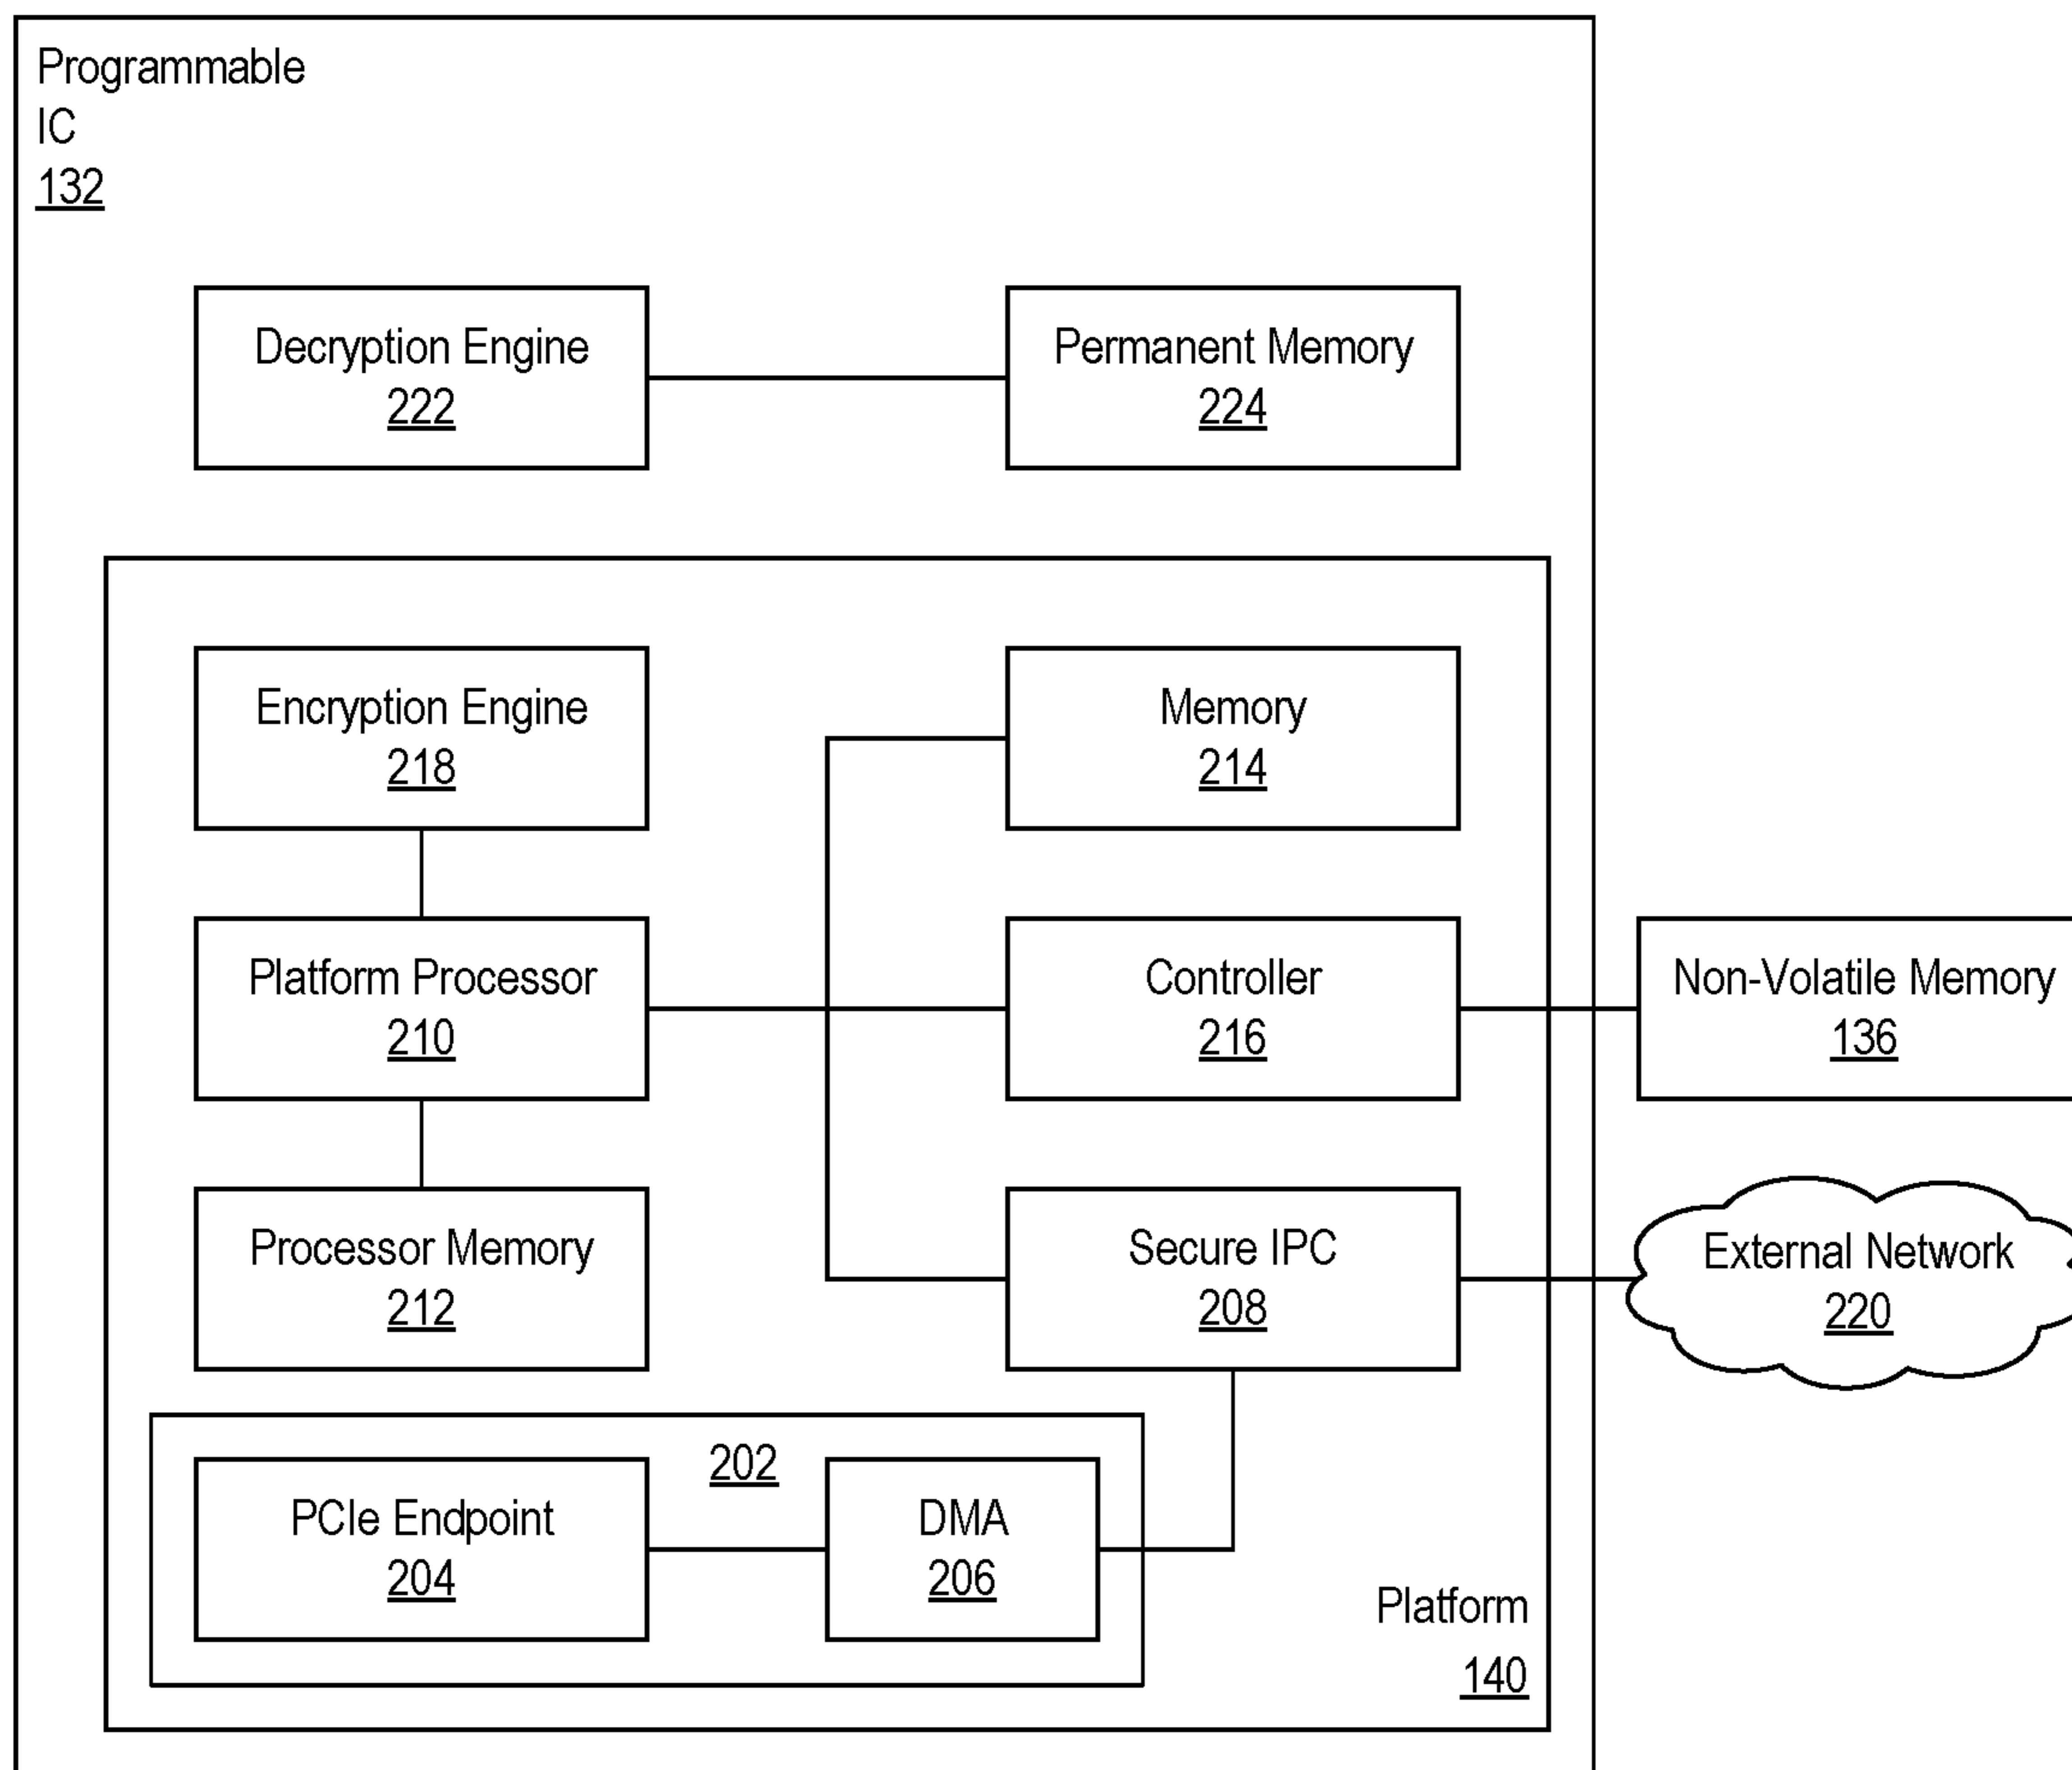 Programmable
IC
132
Decryption Engine
222
Permanent Memory
224
Encryption Engine
218
Memory
214
Platform Processor
210
Controller
216
Non-Volatile Memory
136
Processor Memory
212
Secure IPC
208
External Network
220
202
PCIe Endpoint
204
DMA
206
Platform
140